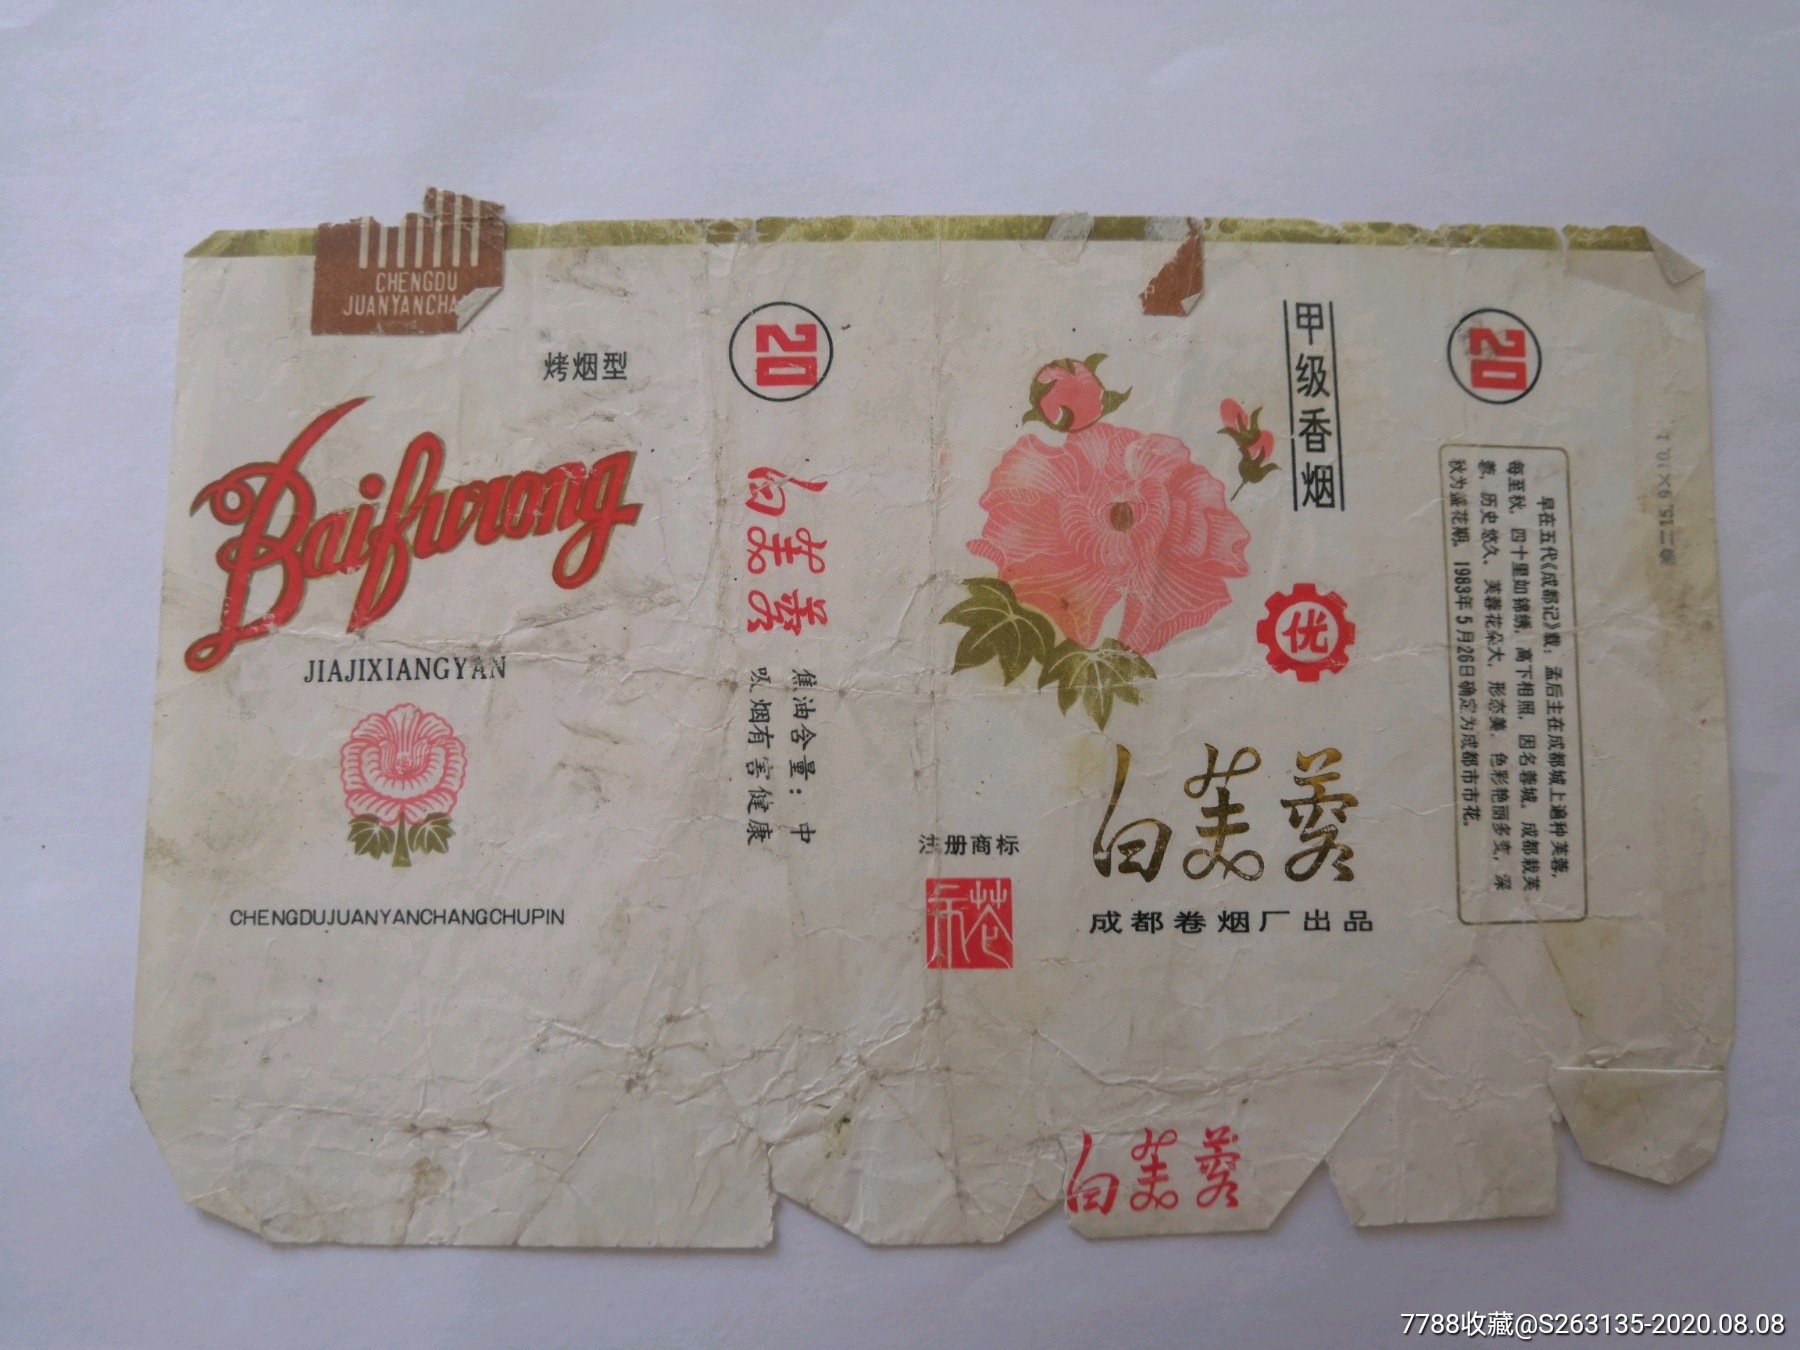 CHENGDU
JUANYANCHA
烤烟型
Baifurong
JIAJIXIANGYAN
CHENGDUJUANYANCHANGCHUPIN
20
白芙蓉
焦油含量：中
吸烟有害健康
甲级香烟
优
注册商标
市花
白芙蓉
成都卷烟厂出品
白芙蓉
20
早在五代《成都记》载：孟后主在成都城上遍种芙蓉，
每至秋，四十里如锦绣，高下相照，因名蓉城。成都栽芙
蓉，历史悠久。芙蓉花朵大，形态美，色彩艳丽多变，深
秋为盛花期。1983年5月26日确定为成都市市花。
7788收藏@S263135-2020.08.08